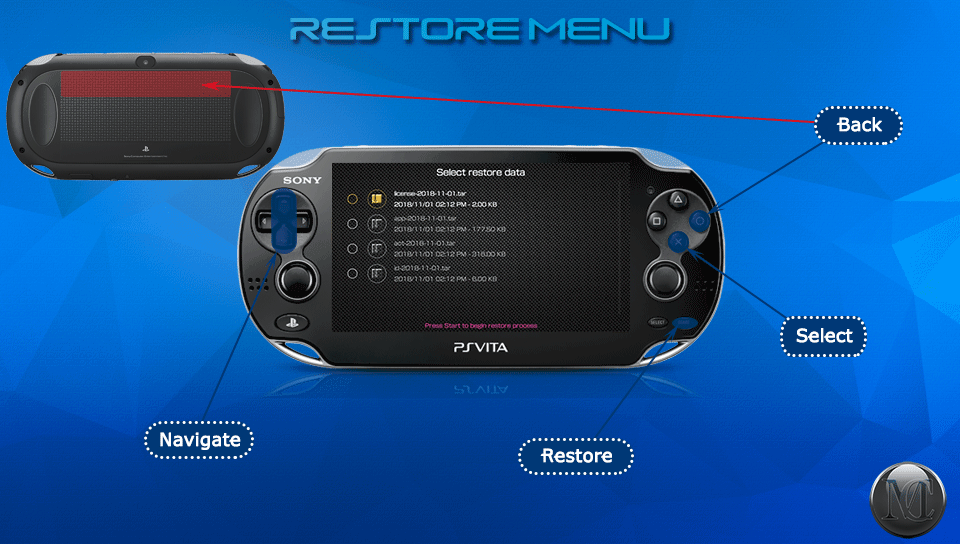 RESTORE MENU
Back
SONY
Select restore data
license-2018-11-01.tar
2018/11/01 02:12 PM - 2.00 KB
app-2018-11-01.tar
2018/11/01 02:12 PM - 177.50 KB
act-2018-11-01.tar
2018/11/01 02:12 PM - 316.00 KB
id-2018-11-01.tar
2018/11/01 02:12 PM - 6.00 KB
Press Start to begin restore process
SELECT
PSVITA
Select
Navigate
Restore